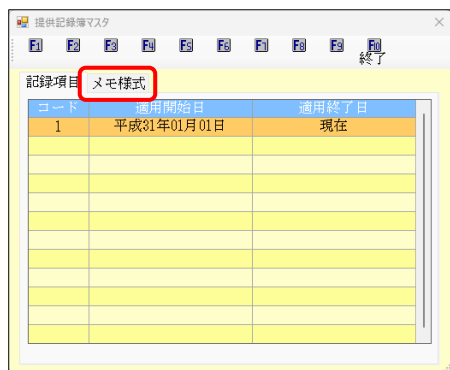 提供記録簿マスタ
F1 F2 F3 F4 F5 F6 F7 F8 F9 F10
終了
記録項目 メモ様式
コード 適用開始日 適用終了日
1 平成31年01月01日 現在